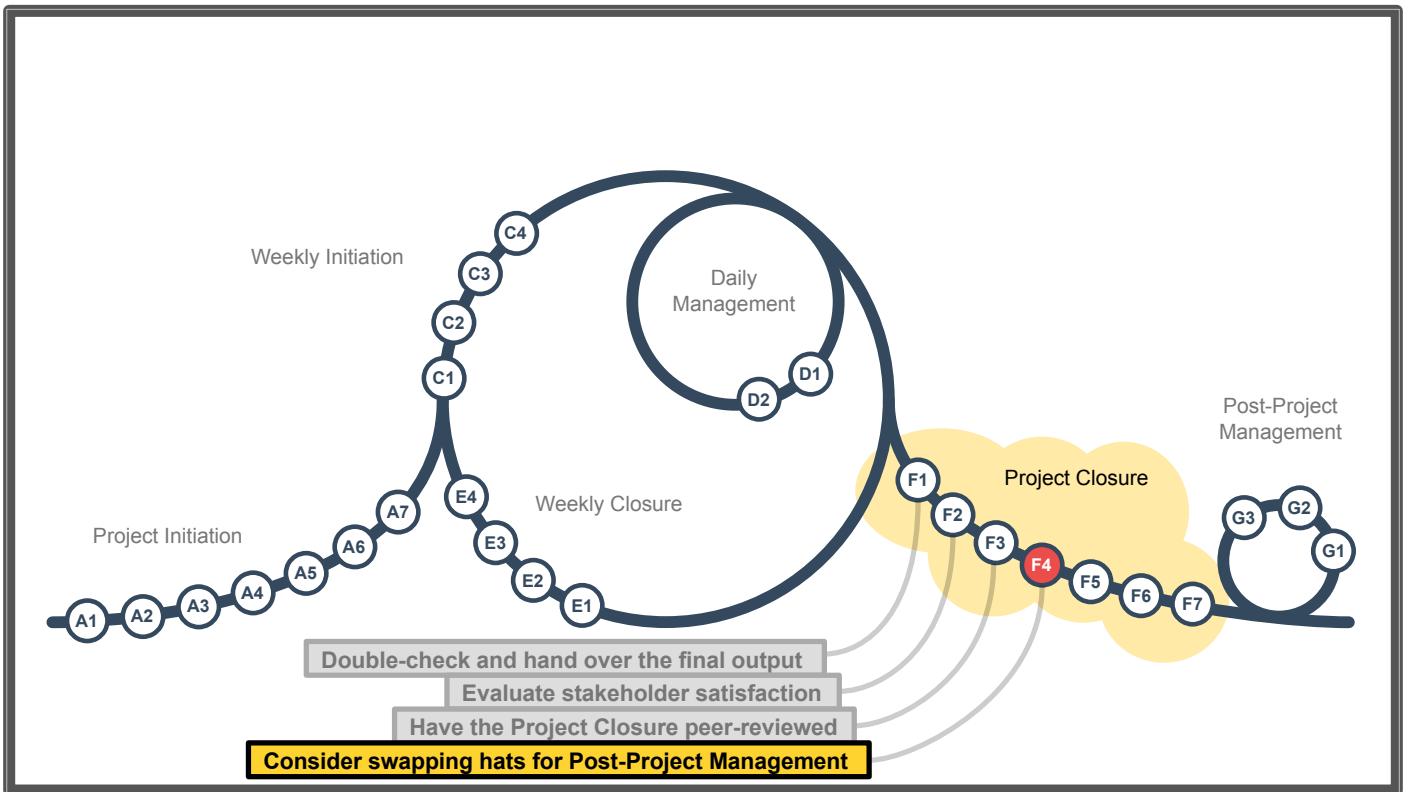 Weekly Initiation
C4
C3
C2
C1
Daily
Management
D1
D2
Post-Project
Management
Project Closure
F1
F2
F3
F4
F5
F6
F7
G3
G2
G1
Weekly Closure
E4
E3
E2
E1
Project Initiation
A1
A2
A3
A4
A5
A6
A7
Double-check and hand over the final output
Evaluate stakeholder satisfaction
Have the Project Closure peer-reviewed
Consider swapping hats for Post-Project Management